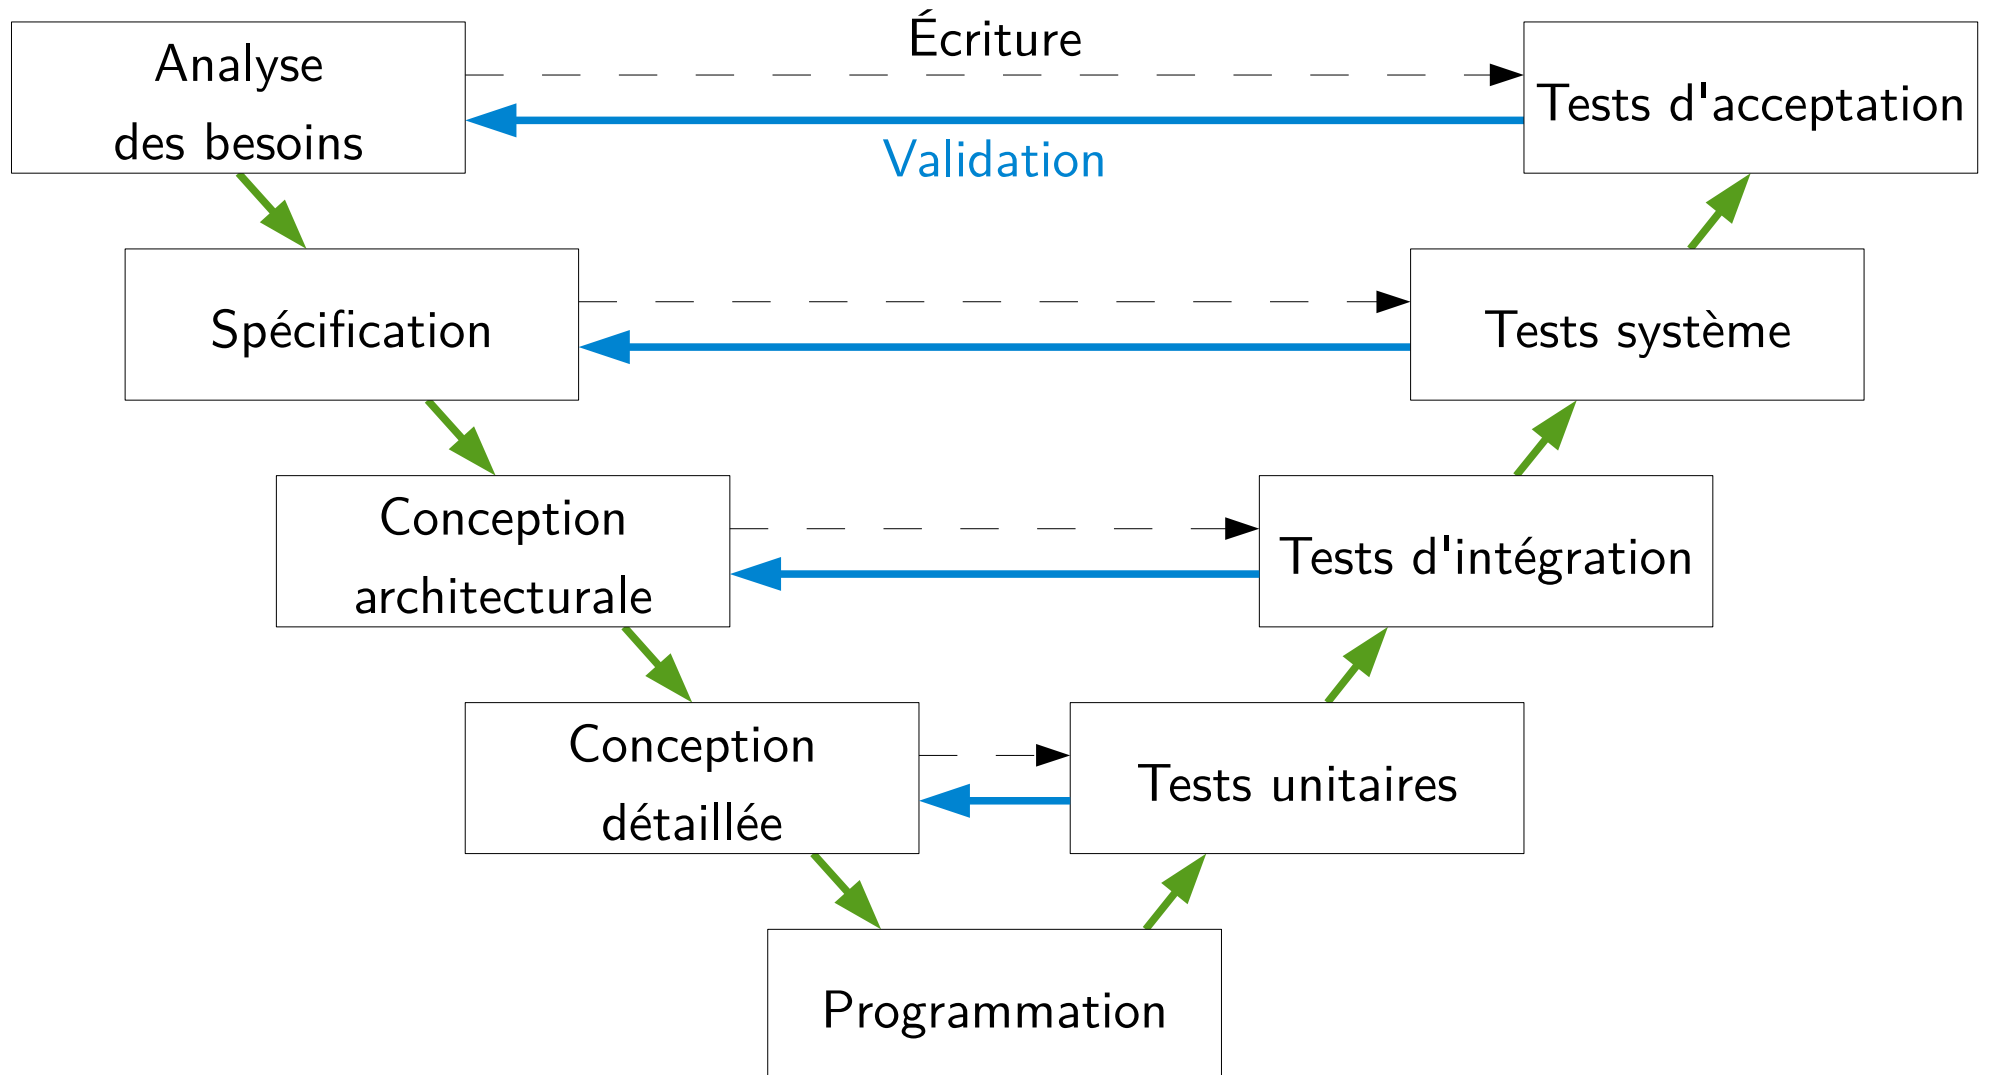 Analyse
des besoins
Écriture
Validation
Tests d'acceptation
Spécification
Tests système
Conception
architecturale
Tests d'intégration
Conception
détaillée
Tests unitaires
Programmation